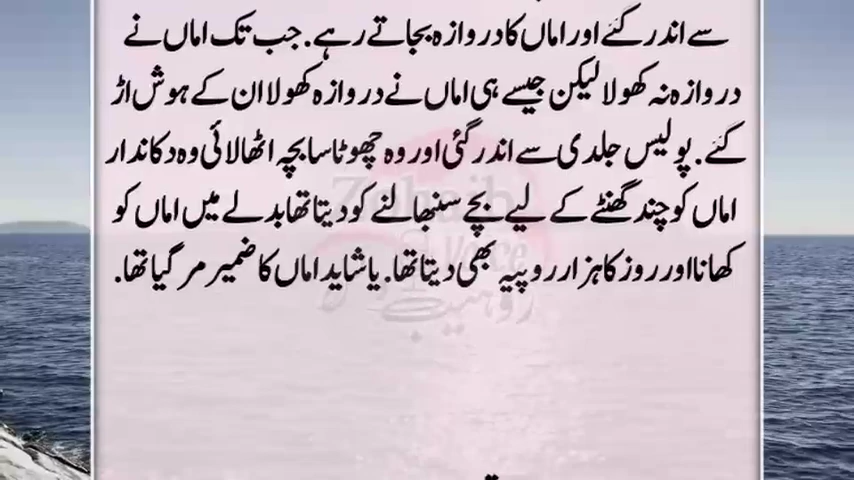 سے اندر گئے اور اماں کا دروازہ بجاتے رہے. جب تک اماں نے
دروازہ نہ کھولا لیکن جیسے ہی اماں نے دروازہ کھولا ان کے ہوش اڑ
گئے. پولیس جلدی سے اندر گئی اور وہ چھوٹا سا بچہ اٹھا لائی وہ دکاندار
اماں کو چند گھنٹے کے لیے بچے سنبھالنے کو دیتا تھا بدلے میں اماں کو
کھانا اور روز کا ہزار روپیہ بھی دیتا تھا. یا شاید اماں کا ضمیر مر گیا تھا.
Zohaib
Voice